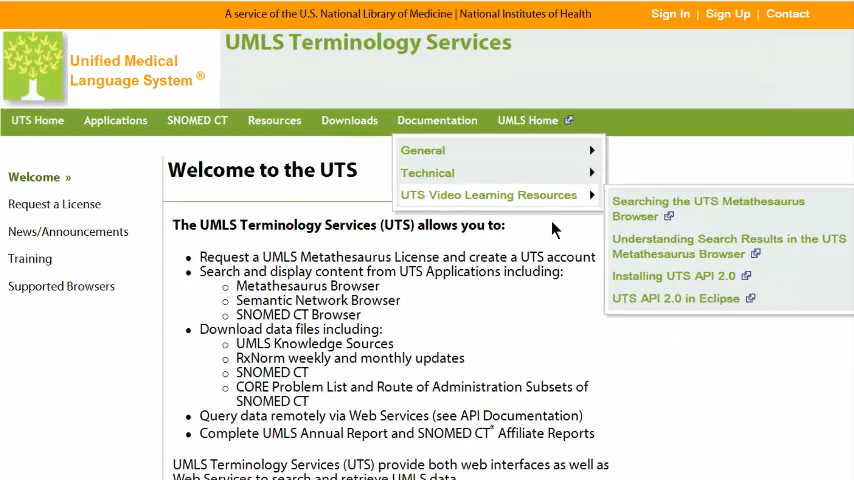 A service of the U.S. National Library of Medicine | National Institutes of Health
Sign In | Sign Up | Contact
Unified Medical
Language System ®
UMLS Terminology Services
UTS Home Applications SNOMED CT Resources Downloads Documentation UMLS Home
General
Technical
UTS Video Learning Resources
Searching the UTS Metathesaurus
Browser
Understanding Search Results in the UTS
Metathesaurus Browser
Installing UTS API 2.0
UTS API 2.0 in Eclipse
Welcome »
Request a License
News/Announcements
Training
Supported Browsers
Welcome to the UTS
The UMLS Terminology Services (UTS) allows you to:
• Request a UMLS Metathesaurus License and create a UTS account
• Search and display content from UTS Applications including:
○ Metathesaurus Browser
○ Semantic Network Browser
○ SNOMED CT Browser
• Download data files including:
○ UMLS Knowledge Sources
○ RxNorm weekly and monthly updates
○ SNOMED CT
○ CORE Problem List and Route of Administration Subsets of
SNOMED CT
• Query data remotely via Web Services (see API Documentation)
• Complete UMLS Annual Report and SNOMED CT® Affiliate Reports
UMLS Terminology Services (UTS) provide both web interfaces as well as
Web Services to search and retrieve UMLS data.